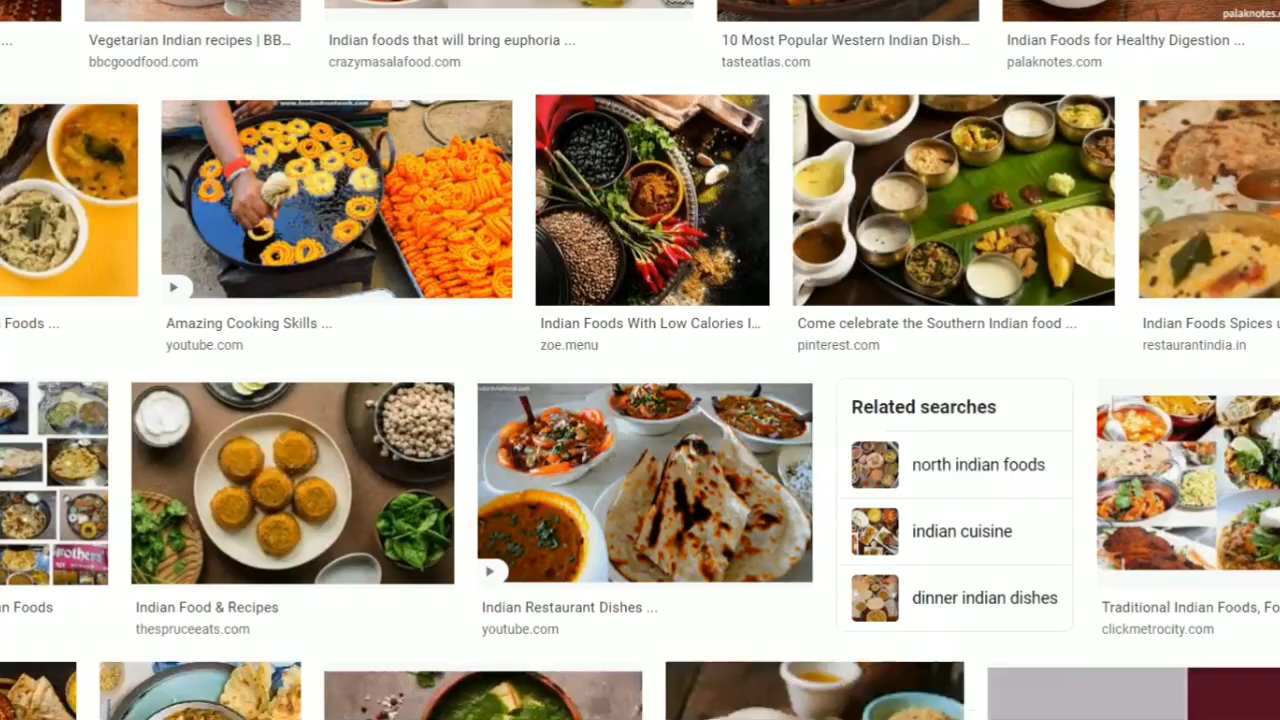 ...
Vegetarian Indian recipes | BB...
bbcgoodfood.com
Indian foods that will bring euphoria ...
crazymasalafood.com
10 Most Popular Western Indian Dish...
tasteatlas.com
palaknotes.c
Indian Foods for Healthy Digestion ...
palaknotes.com
Foods ...
Amazing Cooking Skills ...
youtube.com
Indian Foods With Low Calories I...
zoe.menu
Come celebrate the Southern Indian food ...
pinterest.com
Indian Foods Spices
restaurantindia.in
n Foods
Indian Food & Recipes
thespruceeats.com
Indian Restaurant Dishes ...
youtube.com
Related searches
north indian foods
indian cuisine
dinner indian dishes
Traditional Indian Foods, Fo
clickmetrocity.com